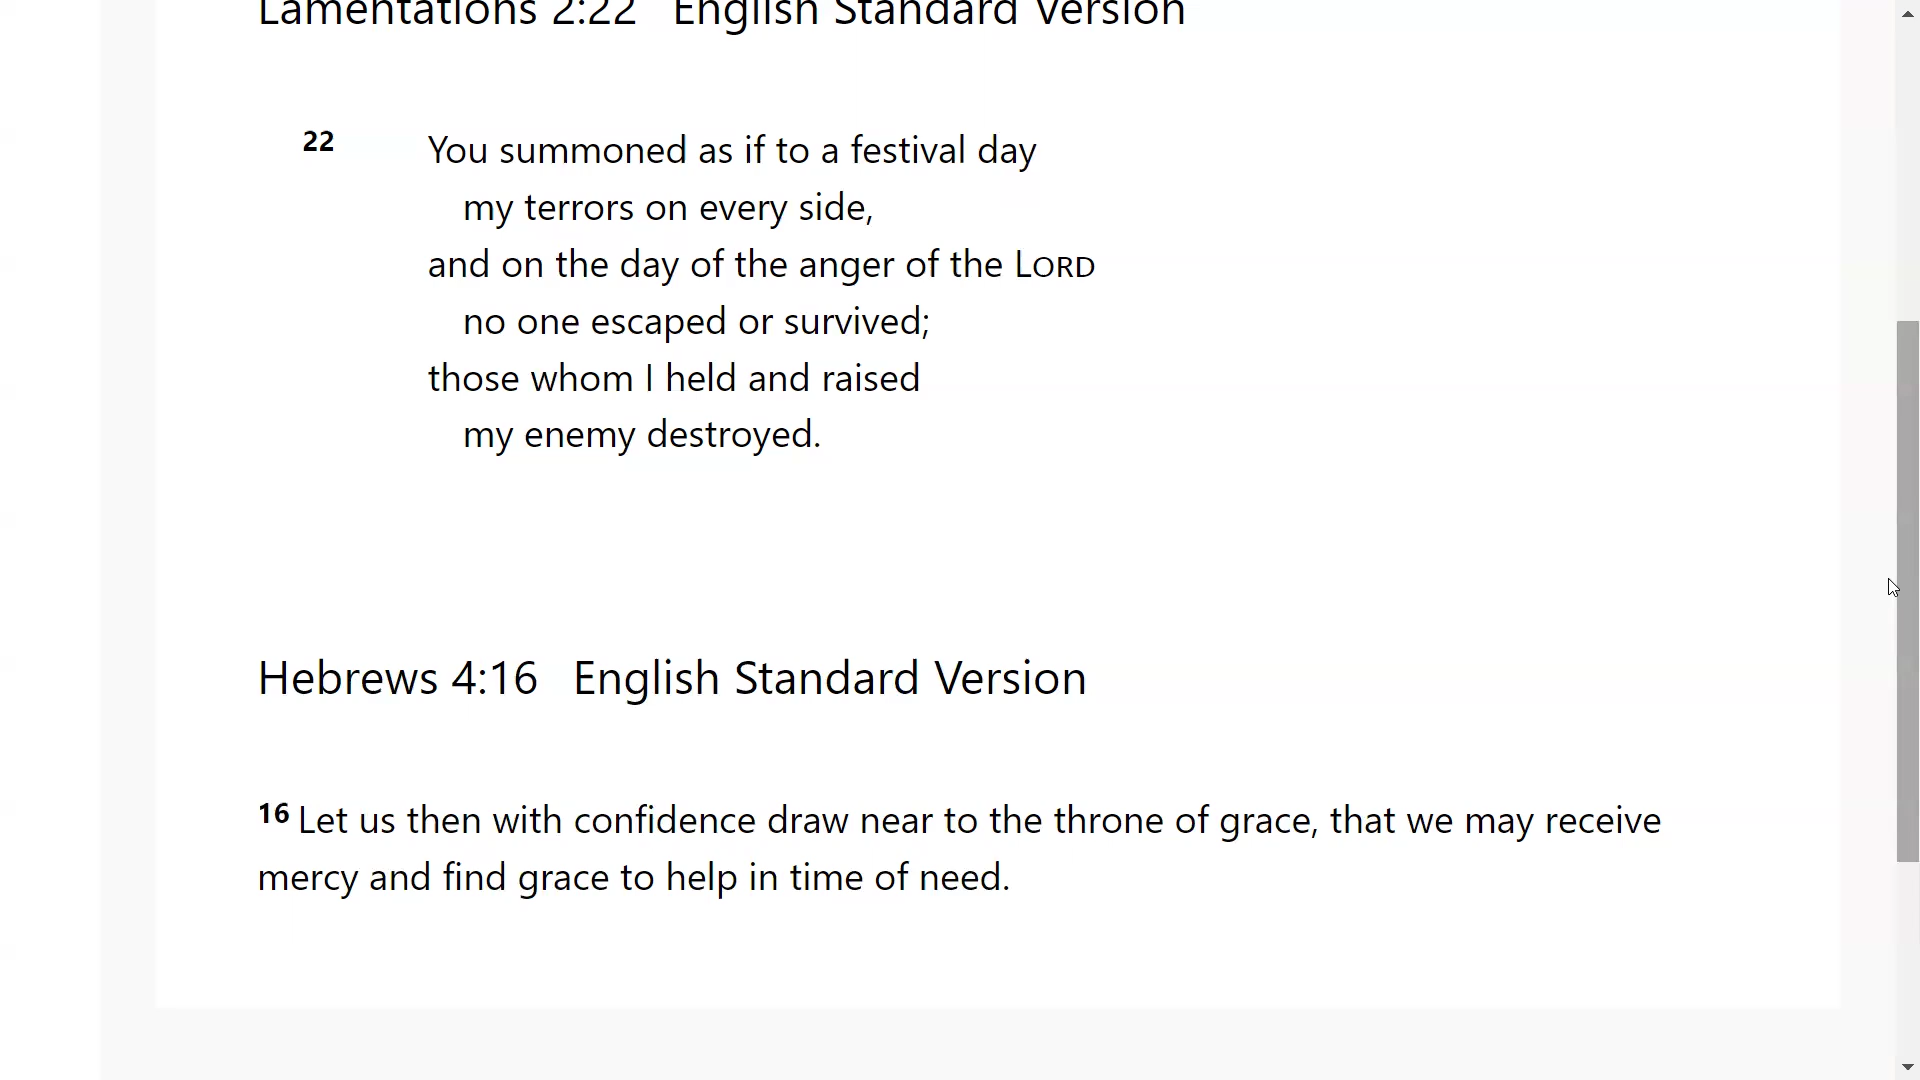 Lamentations 2:22 English Standard Version
22 You summoned as if to a festival day
my terrors on every side,
and on the day of the anger of the LORD
no one escaped or survived;
those whom I held and raised
my enemy destroyed.
Hebrews 4:16 English Standard Version
16 Let us then with confidence draw near to the throne of grace, that we may receive
mercy and find grace to help in time of need.